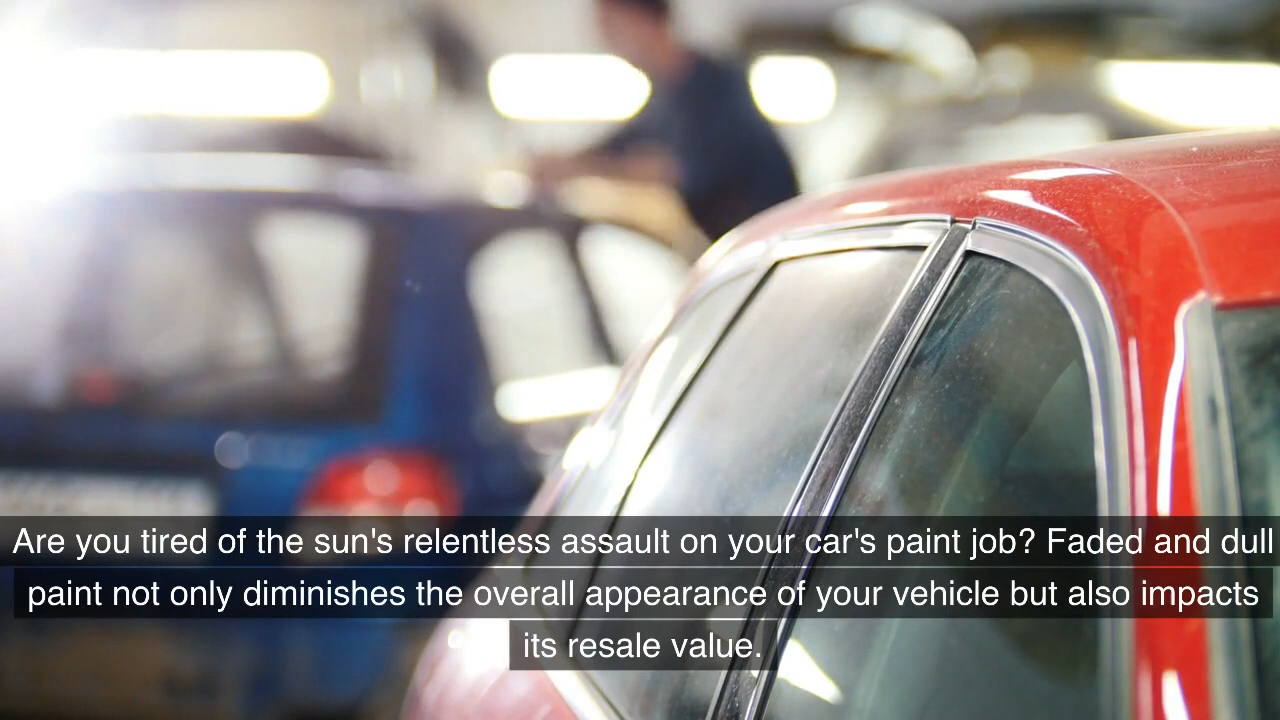 Are you tired of the sun's relentless assault on your car's paint job? Faded and dull
paint not only diminishes the overall appearance of your vehicle but also impacts
its resale value.